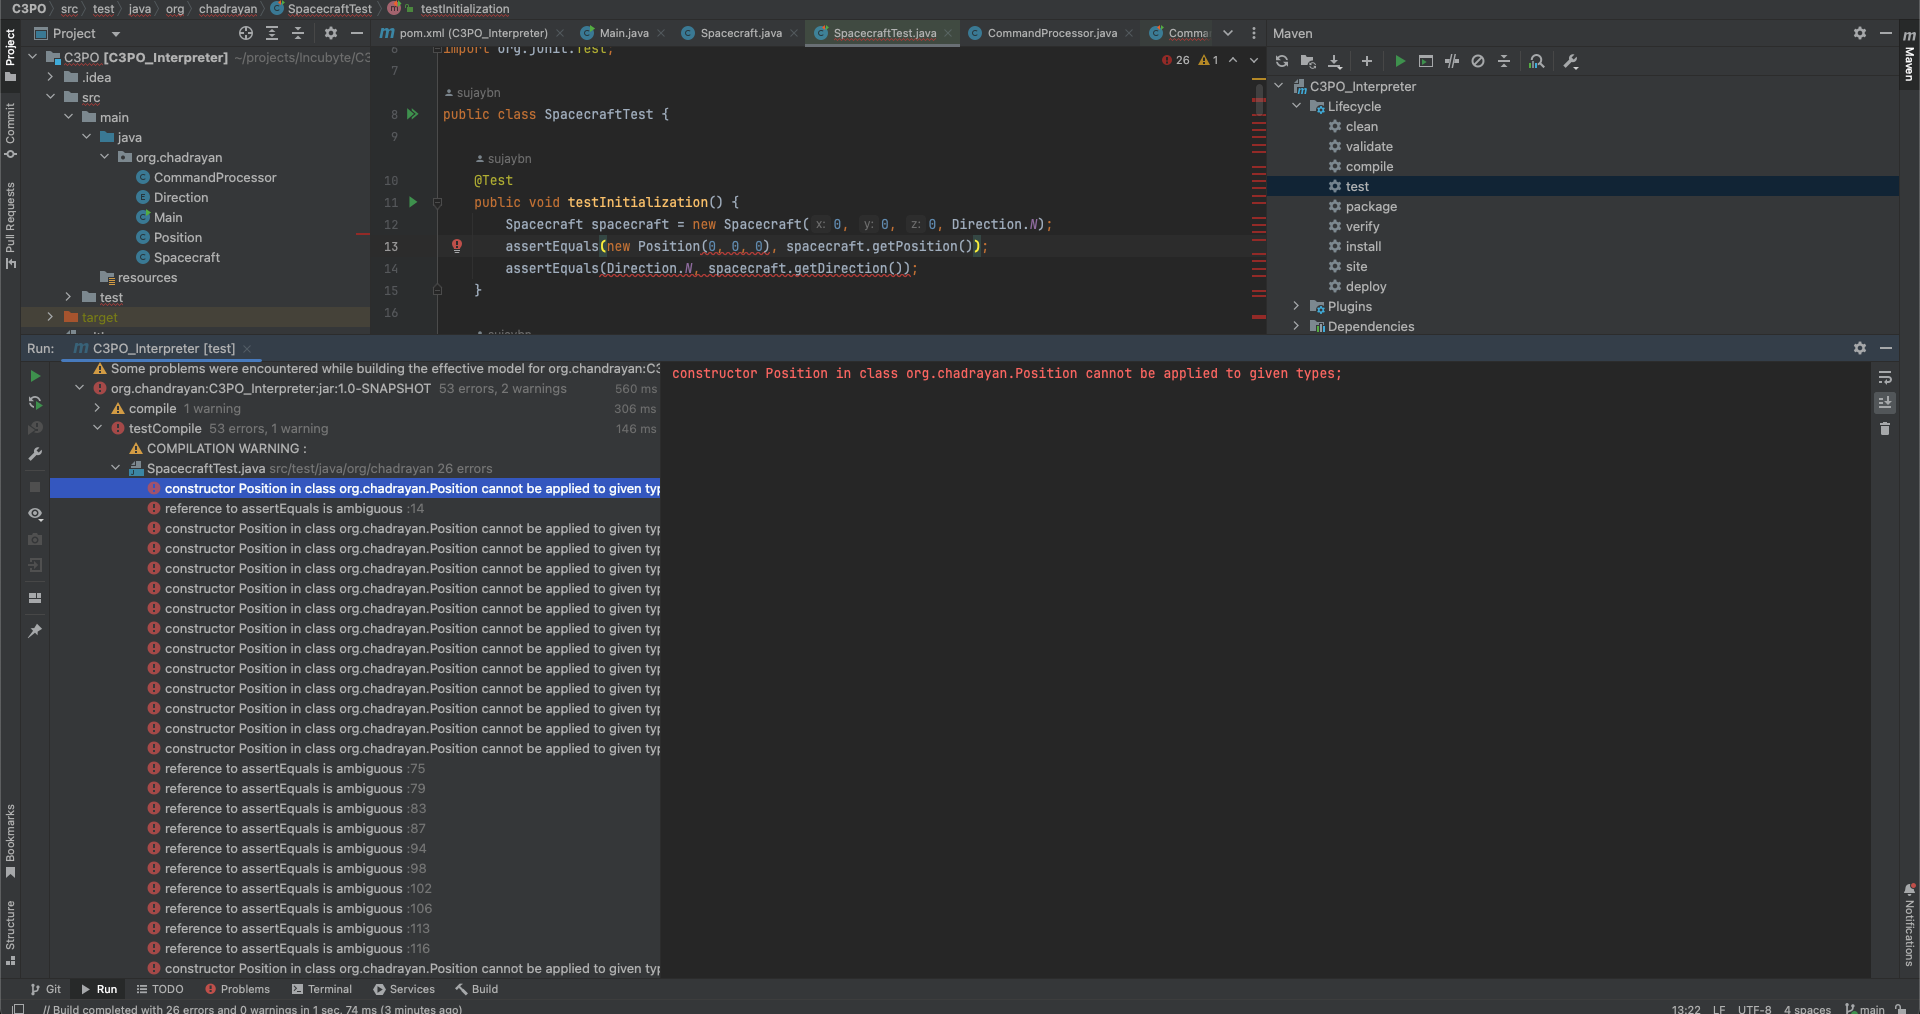 C3PO src test java org chadrayan SpacecraftTest testInitialization
Project
pom.xml (C3PO_Interpreter) Main.java Spacecraft.java SpacecraftTest.java CommandProcessor.java Comma
Maven
Project
Commit
Pull Requests
Bookmarks
Structure
C3PO [C3PO_Interpreter] ~/projects/Incubyte/C3
.idea
src
main
java
org.chadrayan
CommandProcessor
Direction
Main
Position
Spacecraft
resources
test
target
6 import org.junit.Test;
26 1
7
sujaybn
8 public class SpacecraftTest {
9
sujaybn
10 @Test
11 public void testInitialization() {
12 Spacecraft spacecraft = new Spacecraft( x: 0, y: 0, z: 0, Direction.N);
13 assertEquals(new Position(0, 0, 0), spacecraft.getPosition());
14 assertEquals(Direction.N, spacecraft.getDirection());
15 }
16
sujaybn
C3PO_Interpreter
Lifecycle
clean
validate
compile
test
package
verify
install
site
deploy
Plugins
Dependencies
Maven
Notifications
Run: C3PO_Interpreter [test]
Some problems were encountered while building the effective model for org.chandrayan:C3
org.chandrayan:C3PO_Interpreter:jar:1.0-SNAPSHOT 53 errors, 2 warnings 560 ms
compile 1 warning 306 ms
testCompile 53 errors, 1 warning 146 ms
COMPILATION WARNING :
SpacecraftTest.java src/test/java/org/chadrayan 26 errors
constructor Position in class org.chadrayan.Position cannot be applied to given typ
reference to assertEquals is ambiguous :14
constructor Position in class org.chadrayan.Position cannot be applied to given typ
constructor Position in class org.chadrayan.Position cannot be applied to given typ
constructor Position in class org.chadrayan.Position cannot be applied to given typ
constructor Position in class org.chadrayan.Position cannot be applied to given typ
constructor Position in class org.chadrayan.Position cannot be applied to given typ
constructor Position in class org.chadrayan.Position cannot be applied to given typ
constructor Position in class org.chadrayan.Position cannot be applied to given typ
constructor Position in class org.chadrayan.Position cannot be applied to given typ
constructor Position in class org.chadrayan.Position cannot be applied to given typ
constructor Position in class org.chadrayan.Position cannot be applied to given typ
constructor Position in class org.chadrayan.Position cannot be applied to given typ
constructor Position in class org.chadrayan.Position cannot be applied to given typ
reference to assertEquals is ambiguous :75
reference to assertEquals is ambiguous :79
reference to assertEquals is ambiguous :83
reference to assertEquals is ambiguous :87
reference to assertEquals is ambiguous :94
reference to assertEquals is ambiguous :98
reference to assertEquals is ambiguous :102
reference to assertEquals is ambiguous :106
reference to assertEquals is ambiguous :113
reference to assertEquals is ambiguous :116
constructor Position in class org.chadrayan.Position cannot be applied to given typ
constructor Position in class org.chadrayan.Position cannot be applied to given types;
Git Run TODO Problems Terminal Services Build
// Build completed with 26 errors and 0 warnings in 1 sec, 74 ms (3 minutes ago)
13:22 LF UTF-8 4 spaces main